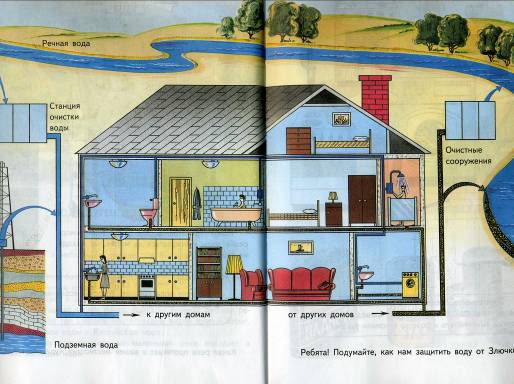 Речная вода
Станция
очистки
воды
Очистные
сооружения
к другим домам
от других домов
Подземная вода
Ребята! Подумайте, как нам защитить воду от Злючк